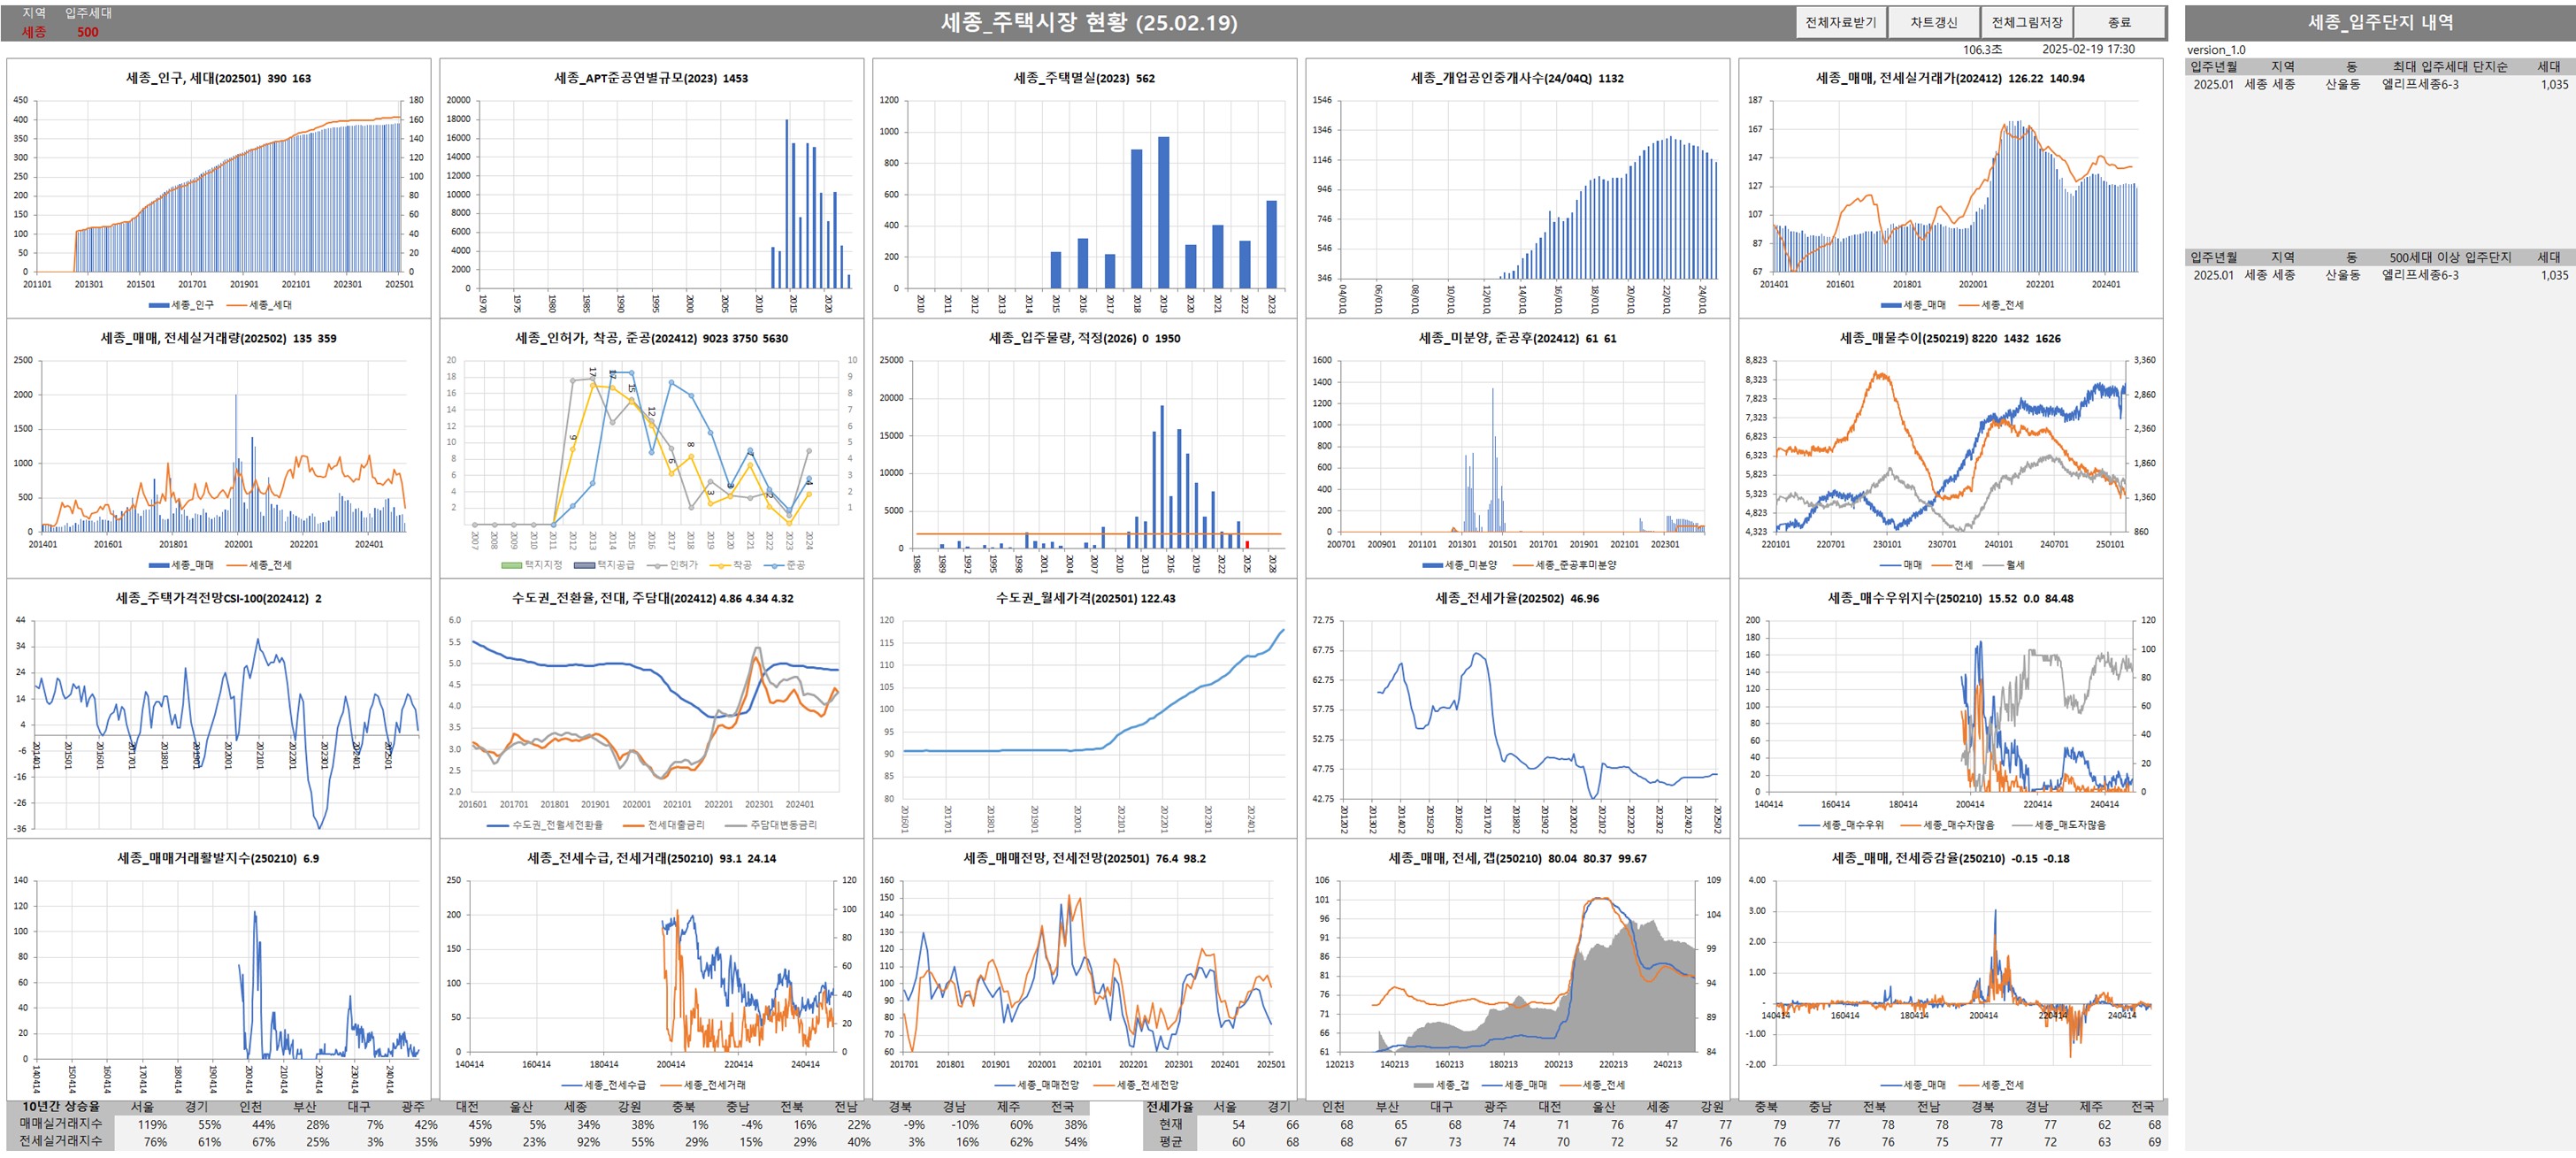 지역 입주세대
세종 500
세종_주택시장 현황 (25.02.19)
전체자료받기 차트갱신 전체그림저장 종료
106.3조 2025-02-19 17:30
세종_인구, 세대(202501) 390 163
세종_인구 세종_세대
세종_APT준공연별규모(2023) 1453
세종_주택멸실(2023) 562
세종_개업공인중개사수(24/04Q) 1132
세종_매매, 전세실거래가(202412) 126.22 140.94
세종_매매 세종_전세
세종_매매, 전세실거래량(202502) 135 359
세종_매매 세종_전세
세종_인허가, 착공, 준공(202412) 9023 3750 5630
택지지정 택지공급 인허가 착공 준공
세종_입주물량, 적정(2026) 0 1950
세종_미분양, 준공후(202412) 61 61
세종_미분양 세종_준공후미분양
세종_매물추이(250219) 8220 1432 1626
매매 전세 월세
세종_주택가격전망CSI-100(202412) 2
수도권_전환율, 전대, 주담대(202412) 4.86 4.34 4.32
수도권_전월세전환율 전세대출금리 주담대변동금리
수도권_월세가격(202501) 122.43
세종_전세가율(202502) 46.96
세종_매수우위지수(250210) 15.52 0.0 84.48
세종_매수우위 세종_매수자많음 세종_매도자많음
세종_매매거래활발지수(250210) 6.9
세종_전세수급, 전세거래(250210) 93.1 24.14
세종_전세수급 세종_전세거래
세종_매매전망, 전세전망(202501) 76.4 98.2
세종_매매전망 세종_전세전망
세종_매매, 전세, 갭(250210) 80.04 80.37 99.67
세종_갭 세종_매매 세종_전세
세종_매매, 전세증감율(250210) -0.15 -0.18
세종_매매 세종_전세
10년간 상승율 서울 경기 인천 부산 대구 광주 대전 울산 세종 강원 충북 충남 전북 전남 경북 경남 제주 전국
매매실거래지수 119% 55% 44% 28% 7% 42% 45% 5% 34% 38% 1% -4% 16% 22% -9% -10% 60% 38%
전세실거래지수 76% 61% 67% 25% 3% 35% 59% 23% 92% 55% 29% 15% 29% 40% 3% 16% 62% 54%
전세가율 서울 경기 인천 부산 대구 광주 대전 울산 세종 강원 충북 충남 전북 전남 경북 경남 제주 전국
현재 54 66 68 65 68 74 71 76 47 77 79 77 78 78 78 77 62 68
평균 60 68 68 67 73 74 70 72 52 76 76 76 76 75 77 72 63 69
세종_입주단지 내역
version_1.0
입주년월 지역 동 최대 입주세대 단지순 세대
2025.01 세종 세종 산울동 엘리프세종6-3 1,035
입주년월 지역 동 500세대 이상 입주단지 세대
2025.01 세종 세종 산울동 엘리프세종6-3 1,035